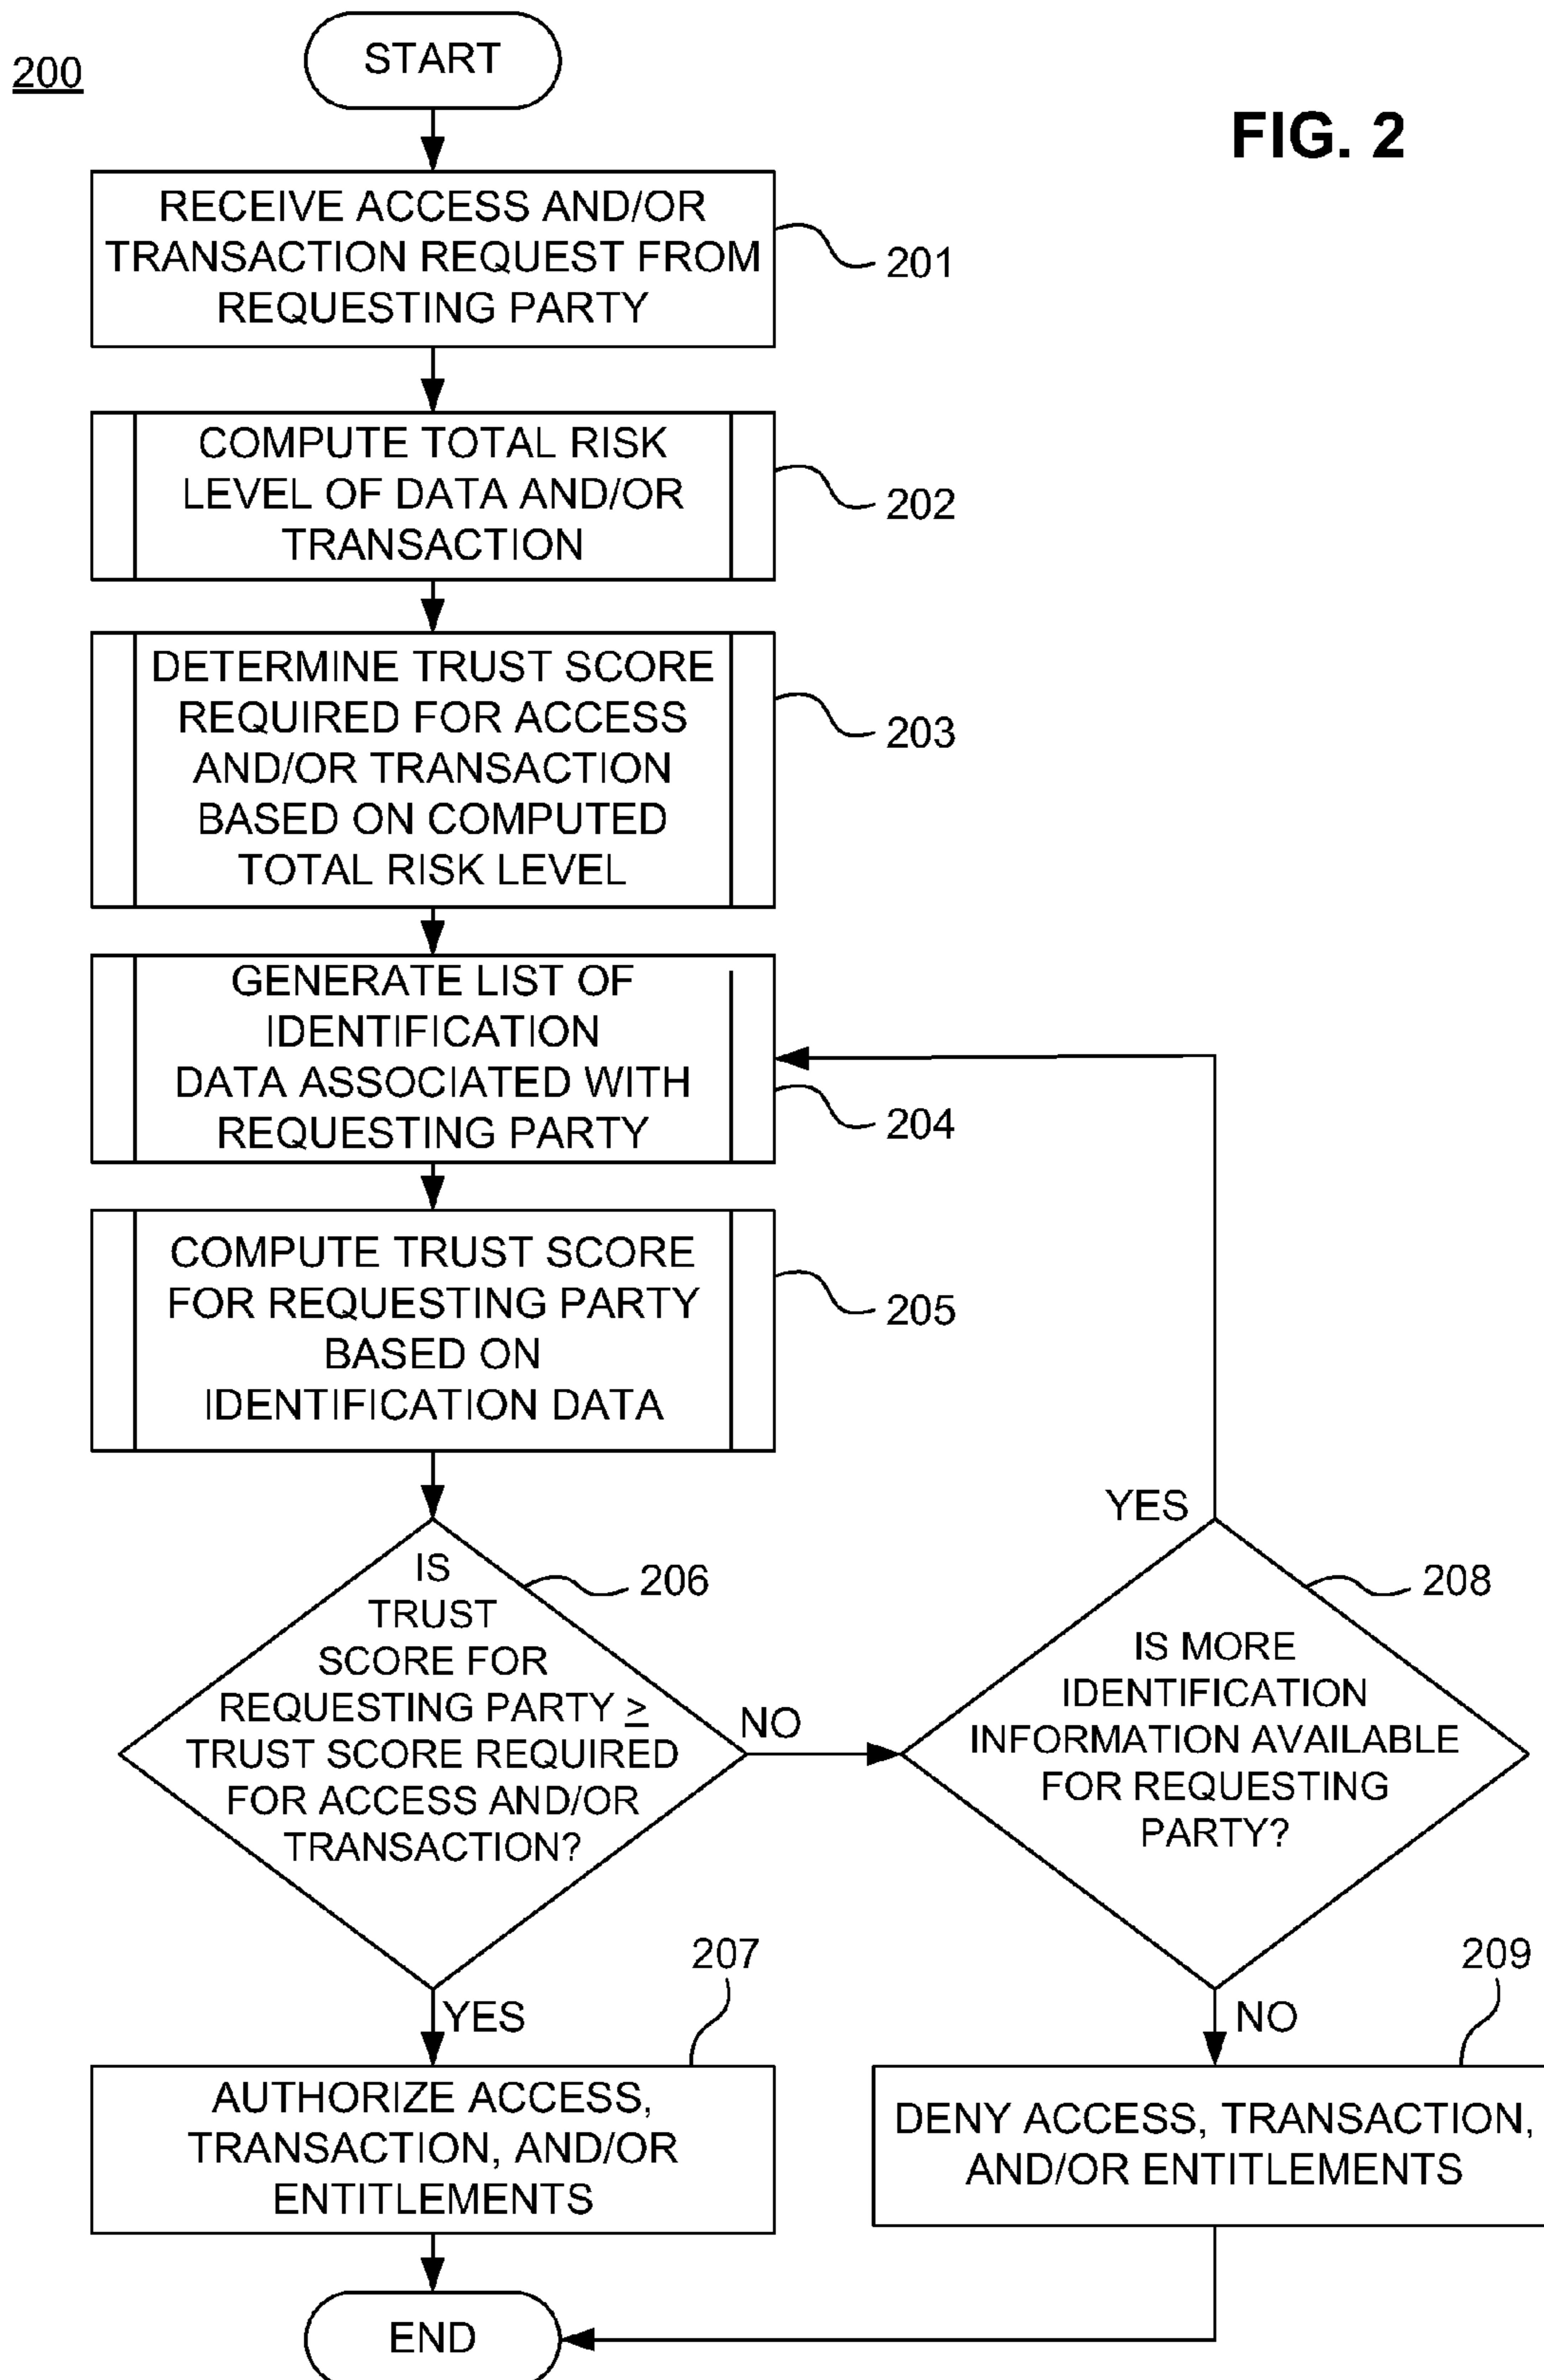 200
START
FIG. 2
RECEIVE ACCESS AND/OR
TRANSACTION REQUEST FROM
REQUESTING PARTY
201
COMPUTE TOTAL RISK
LEVEL OF DATA AND/OR
TRANSACTION
202
DETERMINE TRUST SCORE
REQUIRED FOR ACCESS
AND/OR TRANSACTION
BASED ON COMPUTED
TOTAL RISK LEVEL
203
GENERATE LIST OF
IDENTIFICATION
DATA ASSOCIATED WITH
REQUESTING PARTY
204
COMPUTE TRUST SCORE
FOR REQUESTING PARTY
BASED ON
IDENTIFICATION DATA
205
IS
TRUST
SCORE FOR
REQUESTING PARTY ≥
TRUST SCORE REQUIRED
FOR ACCESS AND/OR
TRANSACTION?
206
NO
YES
IS MORE
IDENTIFICATION
INFORMATION AVAILABLE
FOR REQUESTING
PARTY?
208
YES
207
AUTHORIZE ACCESS,
TRANSACTION, AND/OR
ENTITLEMENTS
NO
209
DENY ACCESS, TRANSACTION,
AND/OR ENTITLEMENTS
END